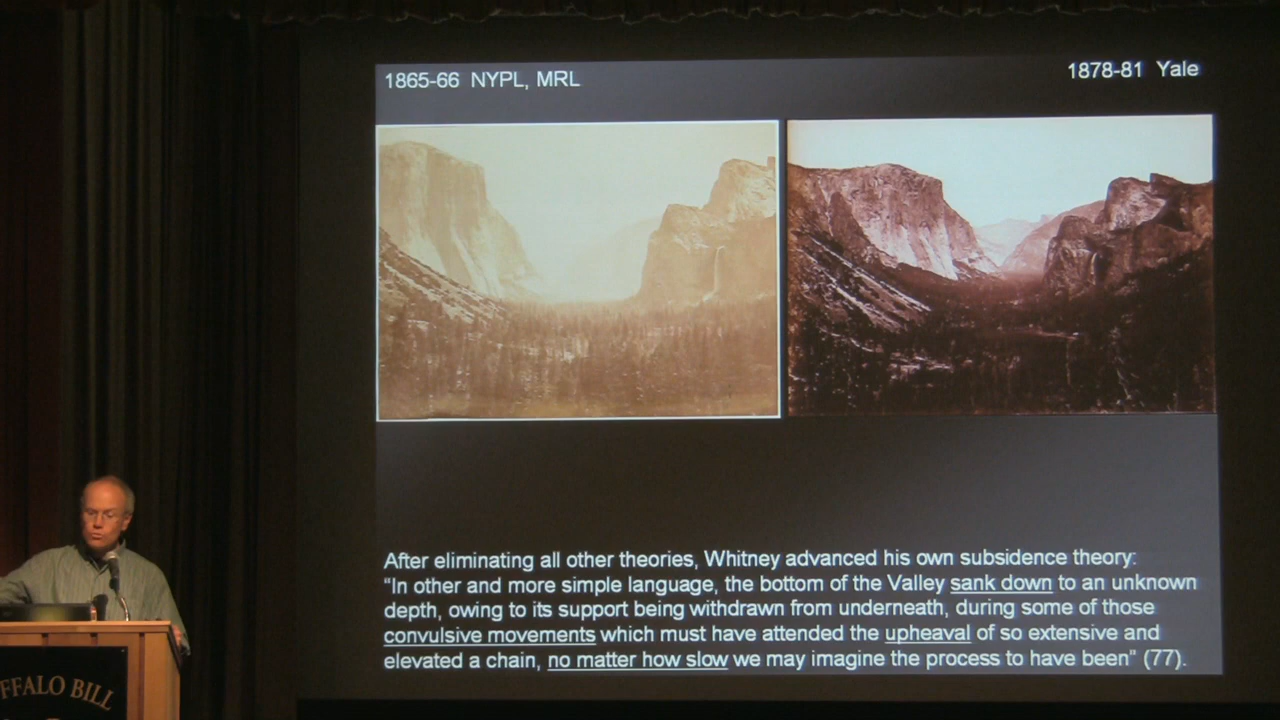 1865-66 NYPL, MRL
1878-81 Yale
After eliminating all other theories, Whitney advanced his own subsidence theory:
“In other and more simple language, the bottom of the Valley sank down to an unknown
depth, owing to its support being withdrawn from underneath, during some of those
convulsive movements which must have attended the upheaval of so extensive and
elevated a chain, no matter how slow we may imagine the process to have been” (77).
FFALO BILL